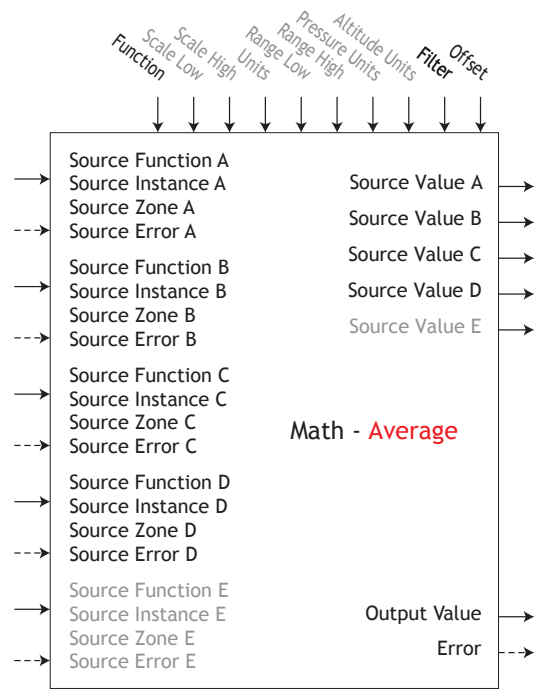 Function
Scale Low
Scale High
Units
Range Low
Range High
Pressure Units
Altitude Units
Filter
Offset
Source Function A
Source Instance A
Source Zone A
Source Error A
Source Function B
Source Instance B
Source Zone B
Source Error B
Source Function C
Source Instance C
Source Zone C
Source Error C
Source Function D
Source Instance D
Source Zone D
Source Error D
Source Function E
Source Instance E
Source Zone E
Source Error E
Source Value A
Source Value B
Source Value C
Source Value D
Source Value E
Math - Average
Output Value
Error